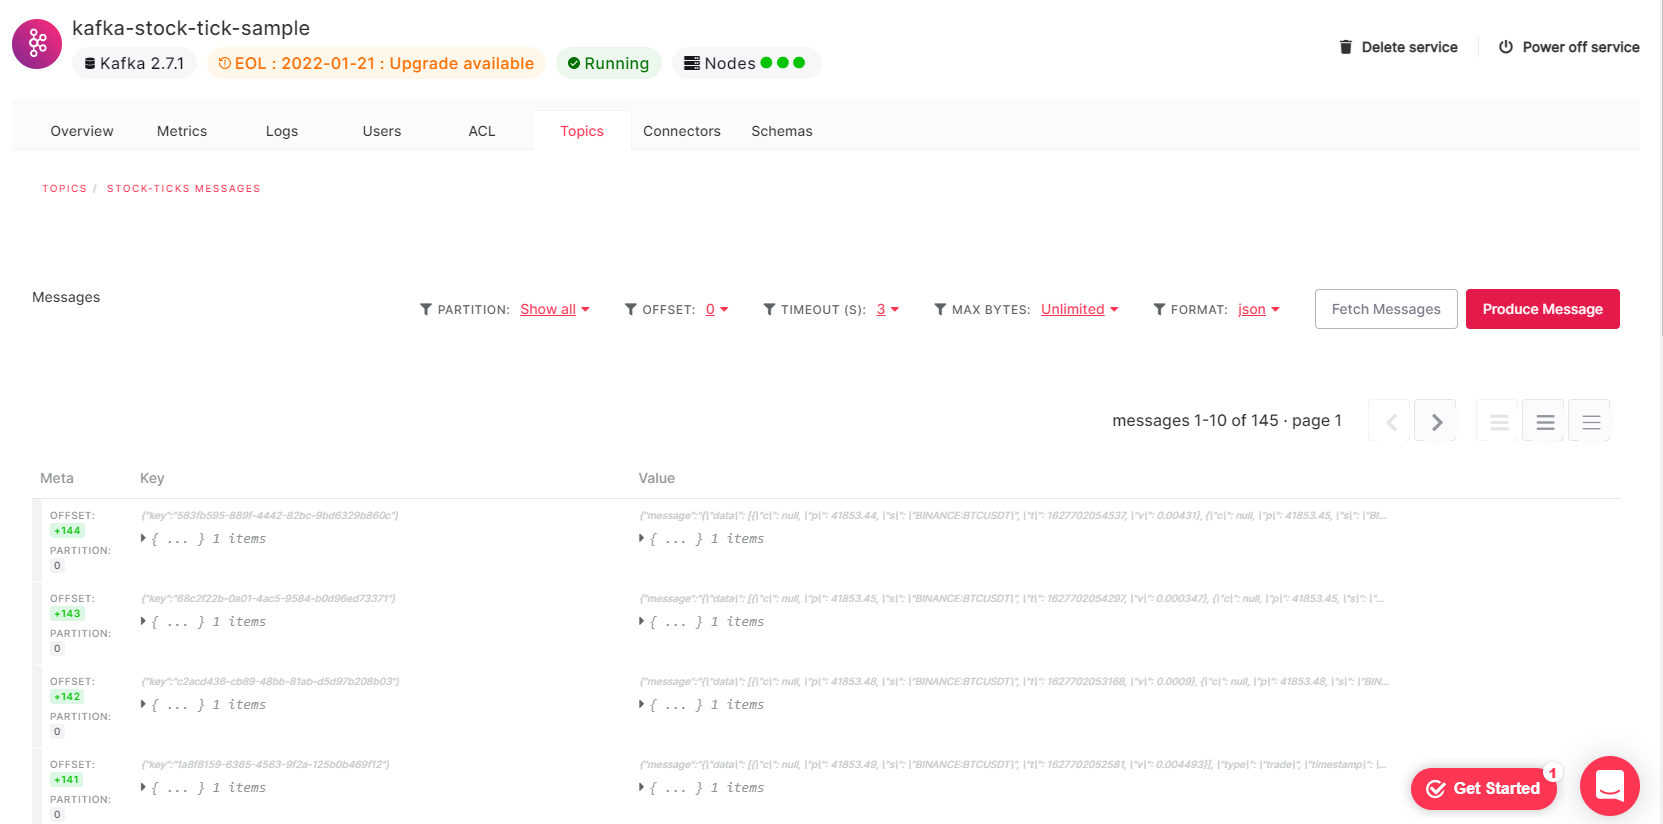 kafka-stock-tick-sample
Kafka 2.7.1 EOL : 2022-01-21 : Upgrade available Running Nodes
Delete service Power off service
Overview Metrics Logs Users ACL Topics Connectors Schemas
TOPICS / STOCK-TICKS MESSAGES
Messages
PARTITION: Show all OFFSET: 0 TIMEOUT (S): 3 MAX BYTES: Unlimited FORMAT: json Fetch Messages Produce Message
messages 1-10 of 145 · page 1
Meta Key Value
OFFSET: {"key":"583fb595-889f-4442-82bc-9bd6329b860c"} {"message":"{\"data\": [{\"c\": null, \"p\": 41853.44, \"s\": \"BINANCE:BTCUSDT\", \"t\": 1627702054537, \"v\": 0.00431}, {\"c\": null, \"p\": 41853.45, \"s\": \"BI...
+144
{ ... } 1 items { ... } 1 items
PARTITION:
0
OFFSET: {"key":"68c2f22b-0a01-4ac5-9584-b0d96ed73371"} {"message":"{\"data\": [{\"c\": null, \"p\": 41853.45, \"s\": \"BINANCE:BTCUSDT\", \"t\": 1627702054297, \"v\": 0.000347}, {\"c\": null, \"p\": 41853.45, \"s\": \"...
+143
{ ... } 1 items { ... } 1 items
PARTITION:
0
OFFSET: {"key":"c2acd436-cb89-48bb-81ab-d5d97b208b03"} {"message":"{\"data\": [{\"c\": null, \"p\": 41853.48, \"s\": \"BINANCE:BTCUSDT\", \"t\": 1627702053168, \"v\": 0.0009}, {\"c\": null, \"p\": 41853.48, \"s\": \"BIN...
+142
{ ... } 1 items { ... } 1 items
PARTITION:
0
OFFSET: {"key":"1a8f8159-6365-4563-9f2a-125b0b469f12"} {"message":"{\"data\": [{\"c\": null, \"p\": 41853.49, \"s\": \"BINANCE:BTCUSDT\", \"t\": 1627702052581, \"v\": 0.004493}], \"type\": \"trade\", \"timestamp\": \...
+141
{ ... } 1 items { ... } 1 items
PARTITION:
0
Get Started 1